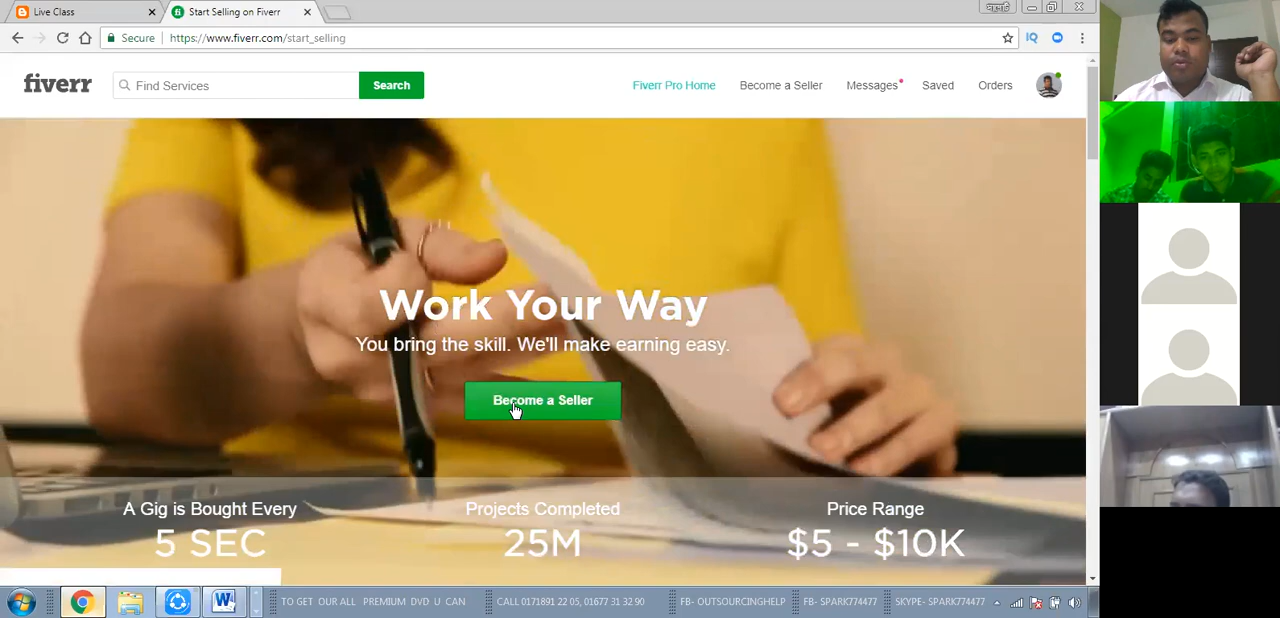 Live Class
Start Selling on Fiverr
Secure
https://www.fiverr.com/start_selling
IQ
fiverr
Find Services
Search
Fiverr Pro Home
Become a Seller
Messages
Saved
Orders
Work Your Way
You bring the skill. We'll make earning easy.
Become a Seller
A Gig is Bought Every
5 SEC
Projects Completed
25M
Price Range
$5 - $10K
TO GET OUR ALL PREMIUM DVD U CAN
CALL 0171891 22 05, 01677 31 32 90
FB- OUTSOURCINGHELP
FB- SPARK774477
SKYPE- SPARK774477